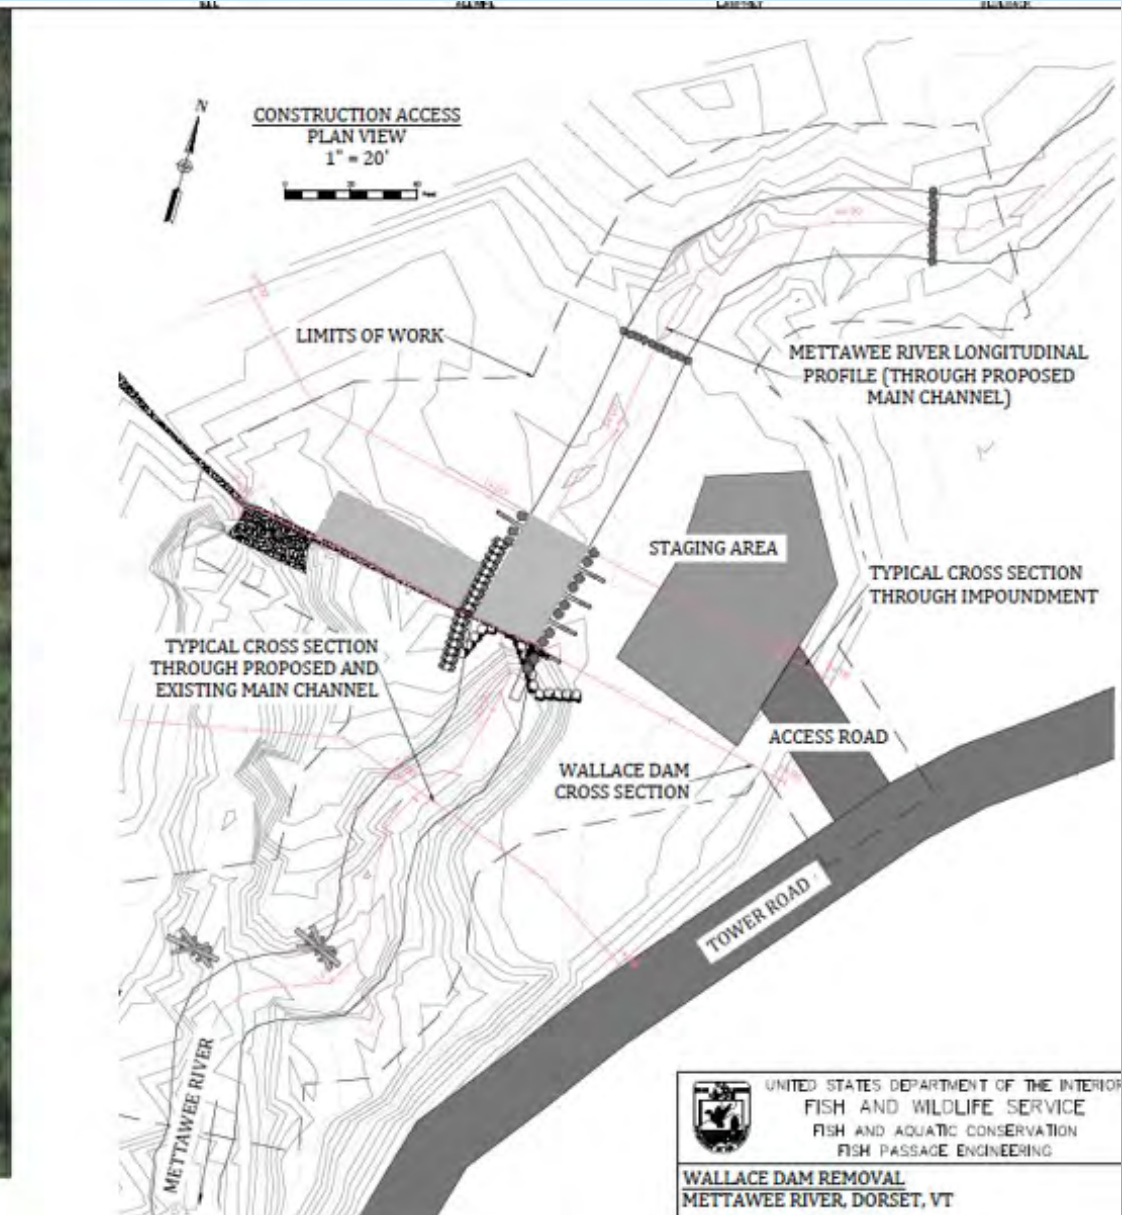 N
CONSTRUCTION ACCESS
PLAN VIEW
1" = 20'
LIMITS OF WORK
METTAWEE RIVER LONGITUDINAL
PROFILE (THROUGH PROPOSED
MAIN CHANNEL)
STAGING AREA
TYPICAL CROSS SECTION
THROUGH IMPOUNDMENT
TYPICAL CROSS SECTION
THROUGH PROPOSED AND
EXISTING MAIN CHANNEL
ACCESS ROAD
WALLACE DAM
CROSS SECTION
TOWER ROAD
METTAWEE RIVER
UNITED STATES DEPARTMENT OF THE INTERIOR
FISH AND WILDLIFE SERVICE
FISH AND AQUATIC CONSERVATION
FISH PASSAGE ENGINEERING
WALLACE DAM REMOVAL
METTAWEE RIVER, DORSET, VT